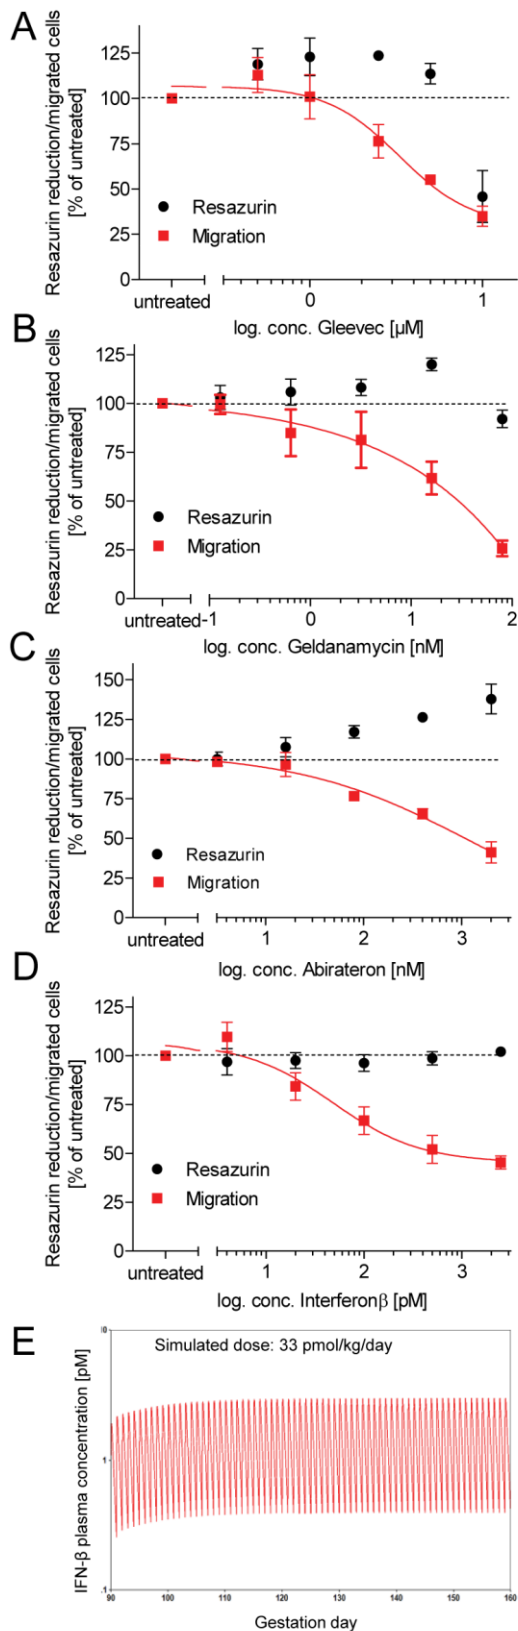 A
Resazurin reduction/migrated cells
[% of untreated]
125
100
75
50
25
0
Resazurin
Migration
untreated
0
1
log. conc. Gleevec [µM]
B
Resazurin reduction/migrated cells
[% of untreated]
125
100
75
50
25
0
Resazurin
Migration
untreated
-1
0
1
2
log. conc. Geldanamycin [nM]
C
Resazurin reduction/migrated cells
[% of untreated]
150
125
100
75
50
25
0
Resazurin
Migration
untreated
1
2
3
log. conc. Abirateron [nM]
D
Resazurin reduction/migrated cells
[% of untreated]
125
100
75
50
25
0
Resazurin
Migration
untreated
1
2
3
log. conc. Interferonβ [pM]
E
IFN-β plasma concentration [pM]
Simulated dose: 33 pmol/kg/day
10
1
.1
90
100
110
120
130
140
150
160
Gestation day